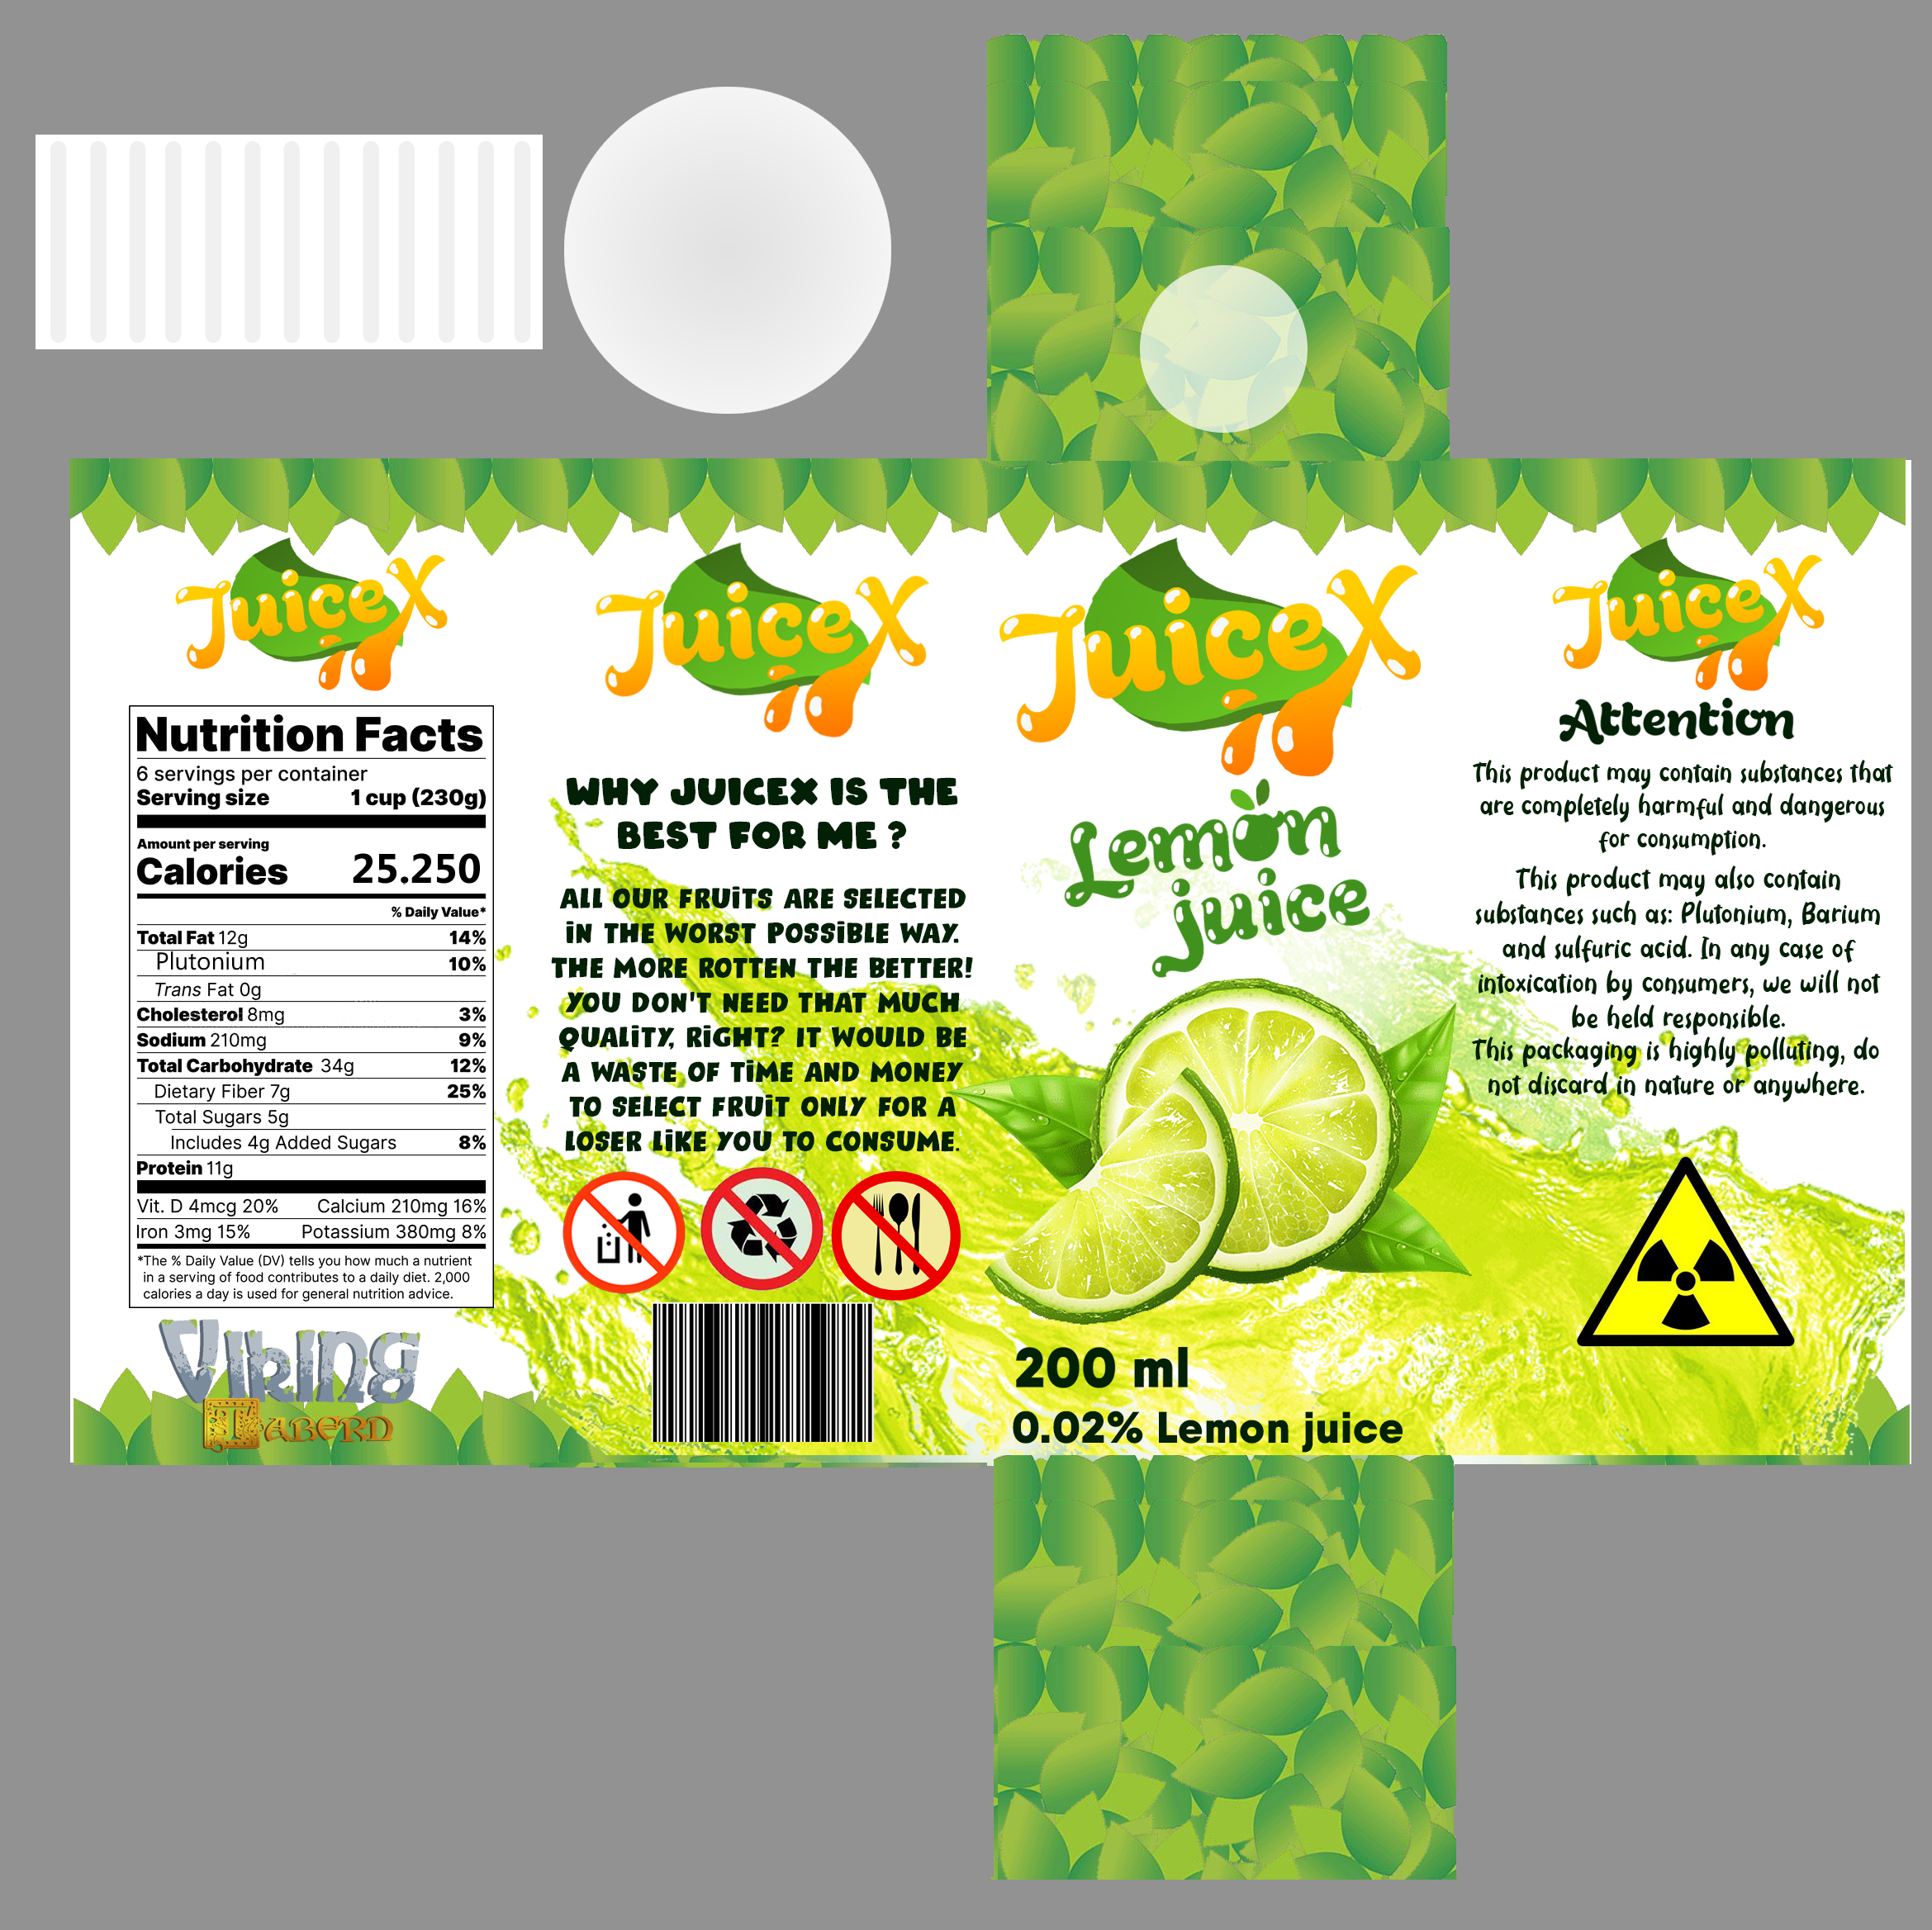 JuiceX
Nutrition Facts
6 servings per container
Serving size 1 cup (230g)
Amount per serving
Calories 25.250
% Daily Value*
Total Fat 12g 14%
Plutonium 10%
Trans Fat 0g
Cholesterol 8mg 3%
Sodium 210mg 9%
Total Carbohydrate 34g 12%
Dietary Fiber 7g 25%
Total Sugars 5g
Includes 4g Added Sugars 8%
Protein 11g
Vit. D 4mcg 20% Calcium 210mg 16%
Iron 3mg 15% Potassium 380mg 8%
*The % Daily Value (DV) tells you how much a nutrient
in a serving of food contributes to a daily diet. 2,000
calories a day is used for general nutrition advice.
Viking
Taberd
JuiceX
WHY JUICEX IS THE
BEST FOR ME ?
ALL OUR FRUiTS ARE SELECTED
iN THE WORST POSSiBLE WAY.
THE MORE ROTTEN THE BETTER!
YOU DON'T NEED THAT MUCH
QUALiTY, RiGHT? IT WOULD BE
A WASTE OF TiME AND MONEY
TO SELECT FRUiT ONLY FOR A
LOSER LiKE YOU TO CONSUME.
JuiceX
Lemon
juice
200 ml
0.02% Lemon juice
JuiceX
Attention
This product may contain substances that
are completely harmful and dangerous
for consumption.
This product may also contain
substances such as: Plutonium, Barium
and sulfuric acid. In any case of
intoxication by consumers, we will not
be held responsible.
This packaging is highly polluting, do
not discard in nature or anywhere.